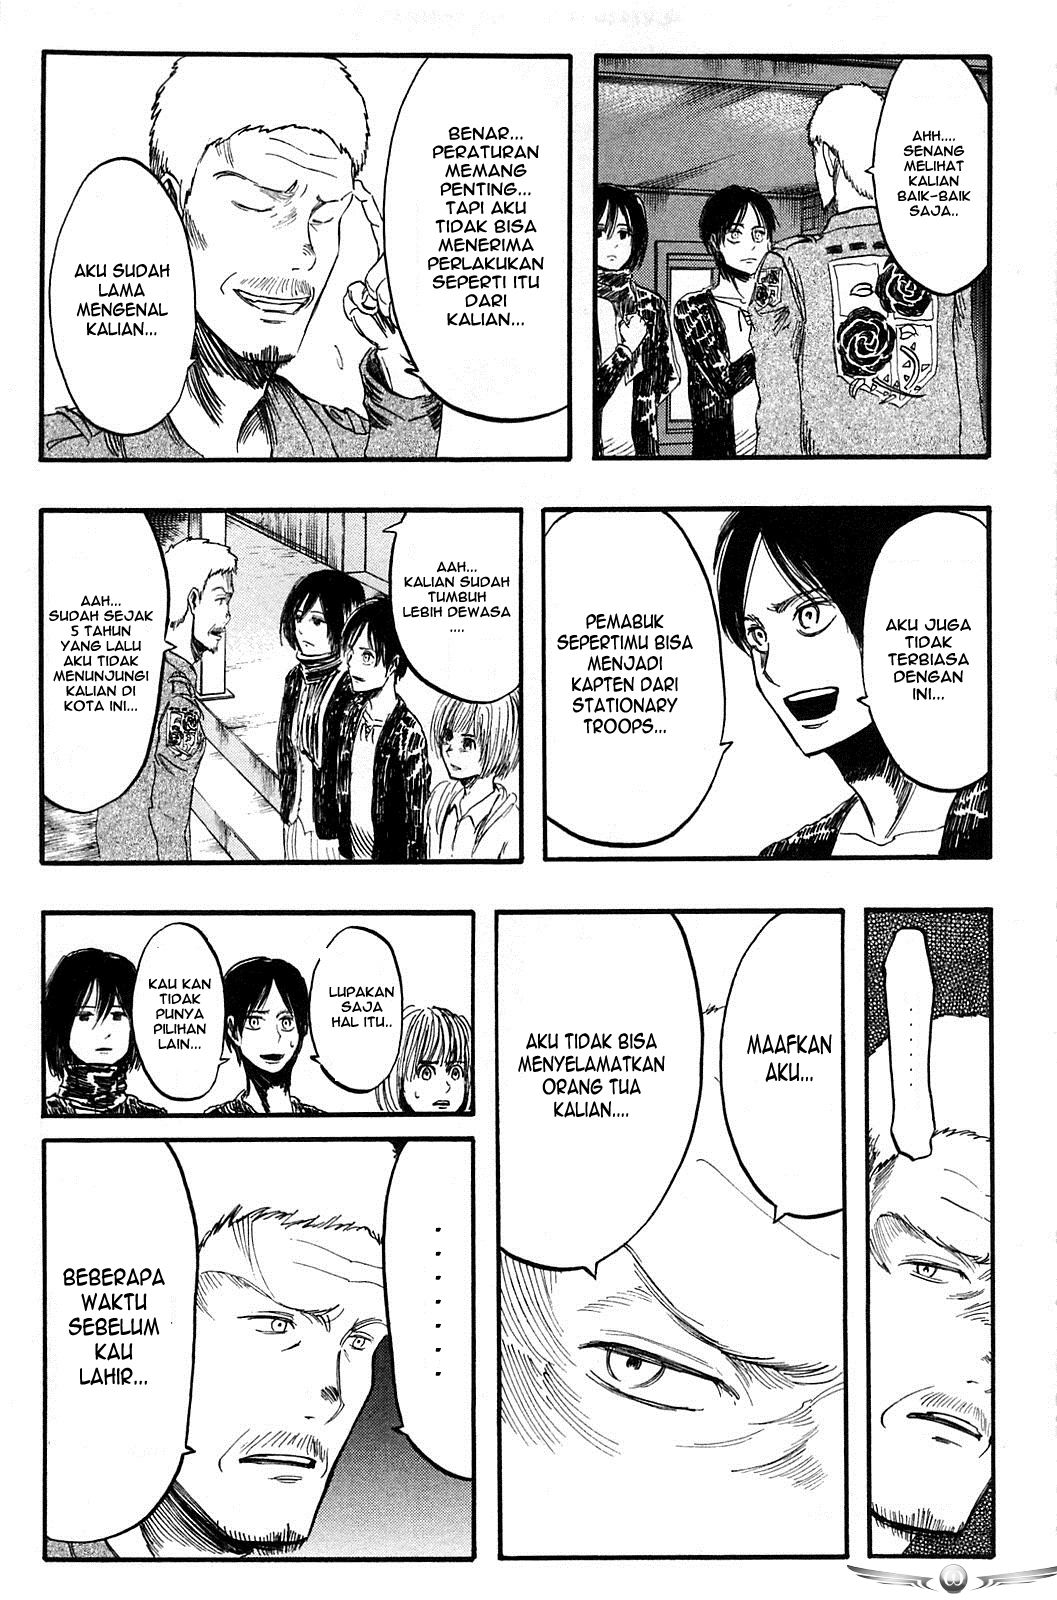 AHH....
SENANG
MELIHAT
KALIAN
BAIK-BAIK
SAJA..
BENAR...
PERATURAN
MEMANG
PENTING...
TAPI AKU
TIDAK BISA
MENERIMA
PERLAKUKAN
SEPERTI ITU
DARI
KALIAN...
AKU SUDAH
LAMA
MENGENAL
KALIAN...
AKU JUGA
TIDAK
TERBIASA
DENGAN
INI...
PEMABUK
SEPERTIMU BISA
MENJADI
KAPTEN DARI
STATIONARY
TROOPS...
AAH...
KALIAN SUDAH
TUMBUH
LEBIH DEWASA
....
AAH...
SUDAH SEJAK
5 TAHUN
YANG LALU
AKU TIDAK
MENUNJUNGI
KALIAN DI
KOTA INI...
......
MAAFKAN
AKU...
AKU TIDAK BISA
MENYELAMATKAN
ORANG TUA
KALIAN....
LUPAKAN
SAJA
HAL ITU..
KAU KAN
TIDAK
PUNYA
PILIHAN
LAIN...
........
BEBERAPA
WAKTU
SEBELUM
KAU
LAHIR...